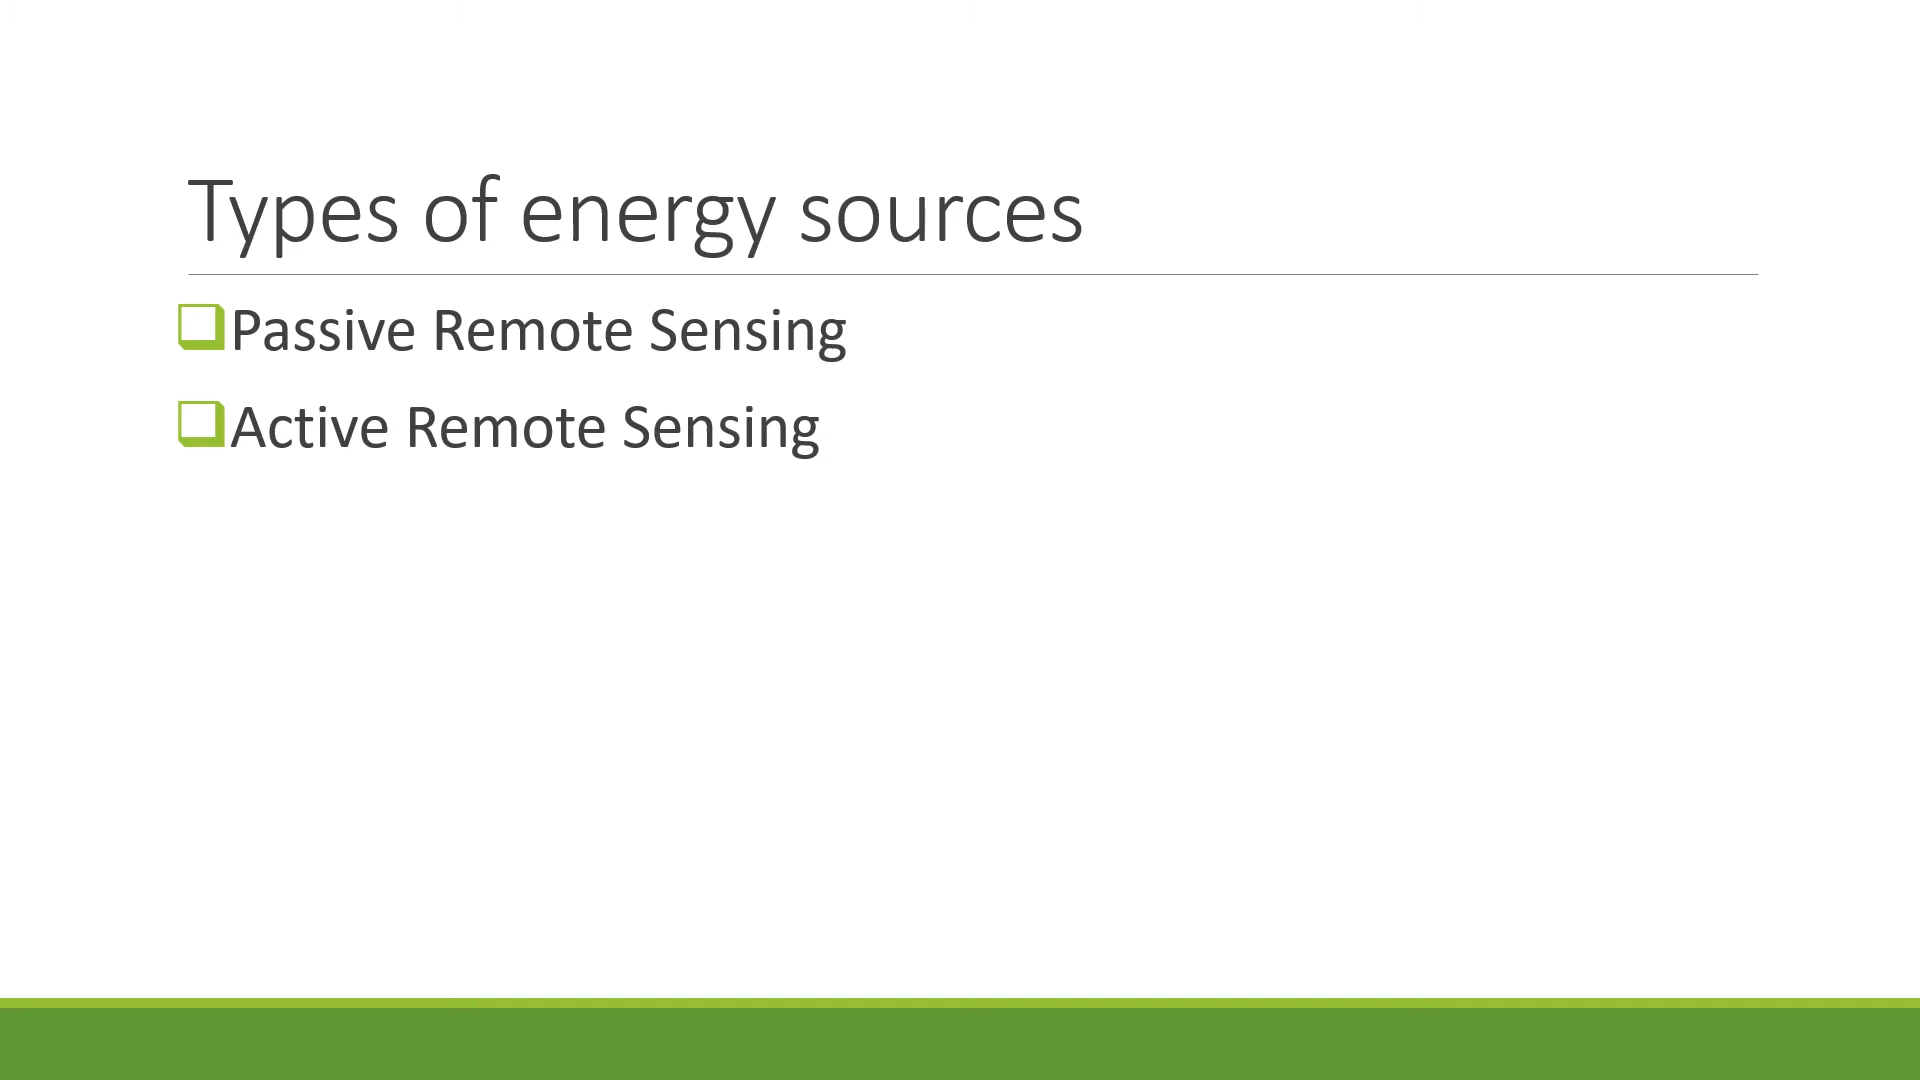 Types of energy sources
Passive Remote Sensing
Active Remote Sensing